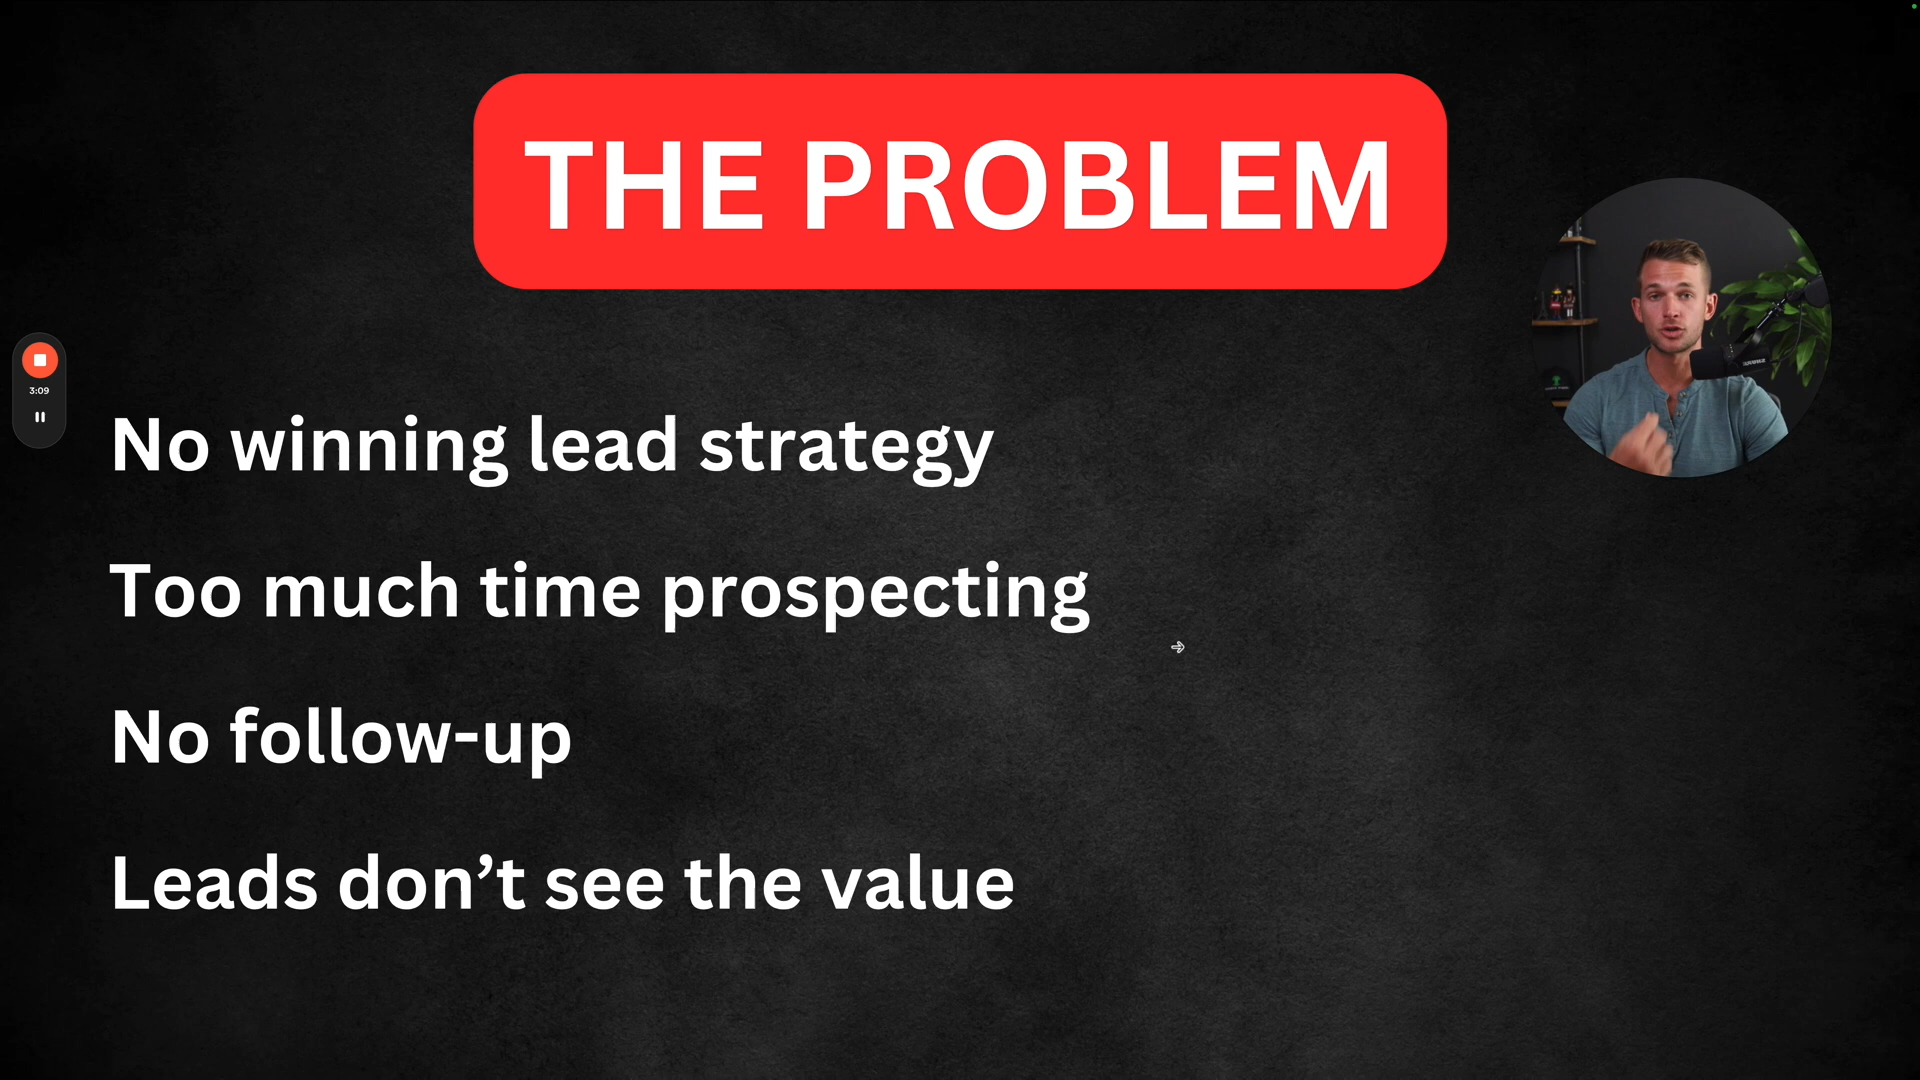 THE PROBLEM
3:09
No winning lead strategy
Too much time prospecting
No follow-up
Leads don’t see the value